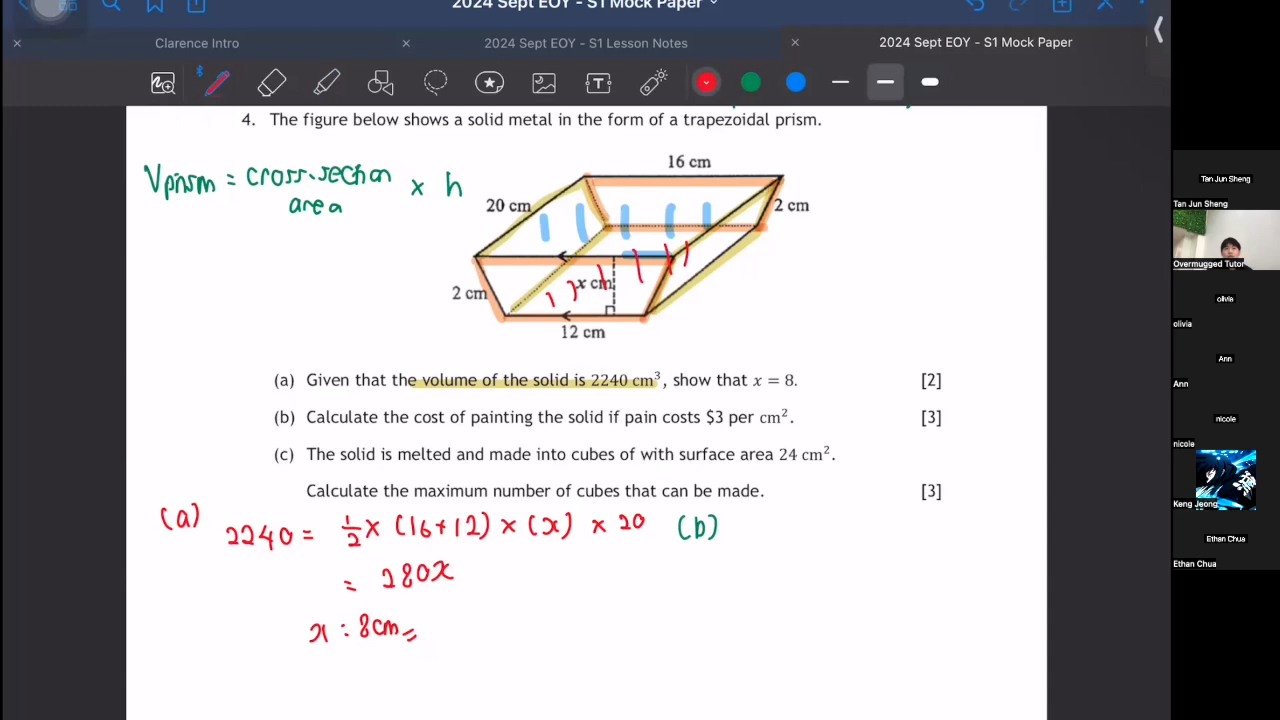 2024 Sept EOY - S1 Mock Paper
Clarence Intro
2024 Sept EOY - S1 Lesson Notes
2024 Sept EOY - S1 Mock Paper
4. The figure below shows a solid metal in the form of a trapezoidal prism.
Vprism = cross-section area × h
16 cm
20 cm
2 cm
2 cm
x cm
12 cm
(a) Given that the volume of the solid is 2240 cm³, show that x = 8. [2]
(b) Calculate the cost of painting the solid if pain costs $3 per cm². [3]
(c) The solid is melted and made into cubes of with surface area 24 cm².
Calculate the maximum number of cubes that can be made. [3]
(a) 2240 = ½ × (16+12) × (x) × 20 (b)
= 280x
x = 8cm
Tan Jun Sheng
Tan Jun Sheng
Overmugged Tutor
olivia
olivia
Ann
Ann
nicole
nicole
Keng Jeong
Ethan Chua
Ethan Chua